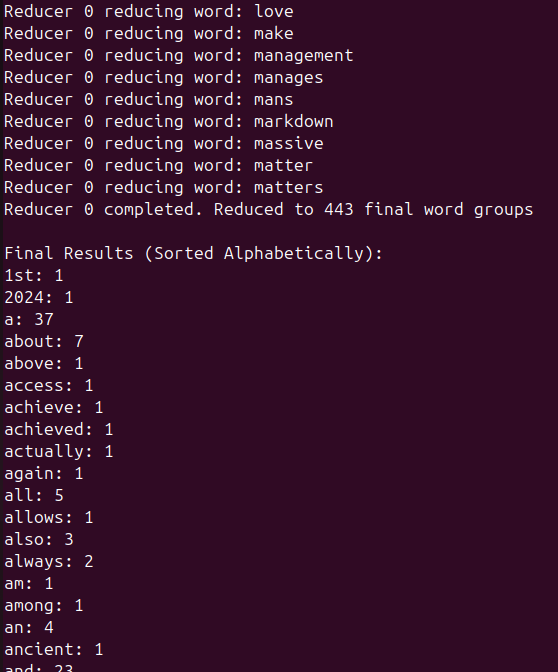 Reducer 0 reducing word: love
Reducer 0 reducing word: make
Reducer 0 reducing word: management
Reducer 0 reducing word: manages
Reducer 0 reducing word: mans
Reducer 0 reducing word: markdown
Reducer 0 reducing word: massive
Reducer 0 reducing word: matter
Reducer 0 reducing word: matters
Reducer 0 completed. Reduced to 443 final word groups
Final Results (Sorted Alphabetically):
1st: 1
2024: 1
a: 37
about: 7
above: 1
access: 1
achieve: 1
achieved: 1
actually: 1
again: 1
all: 5
allows: 1
also: 3
always: 2
am: 1
among: 1
an: 4
ancient: 1
and: 23